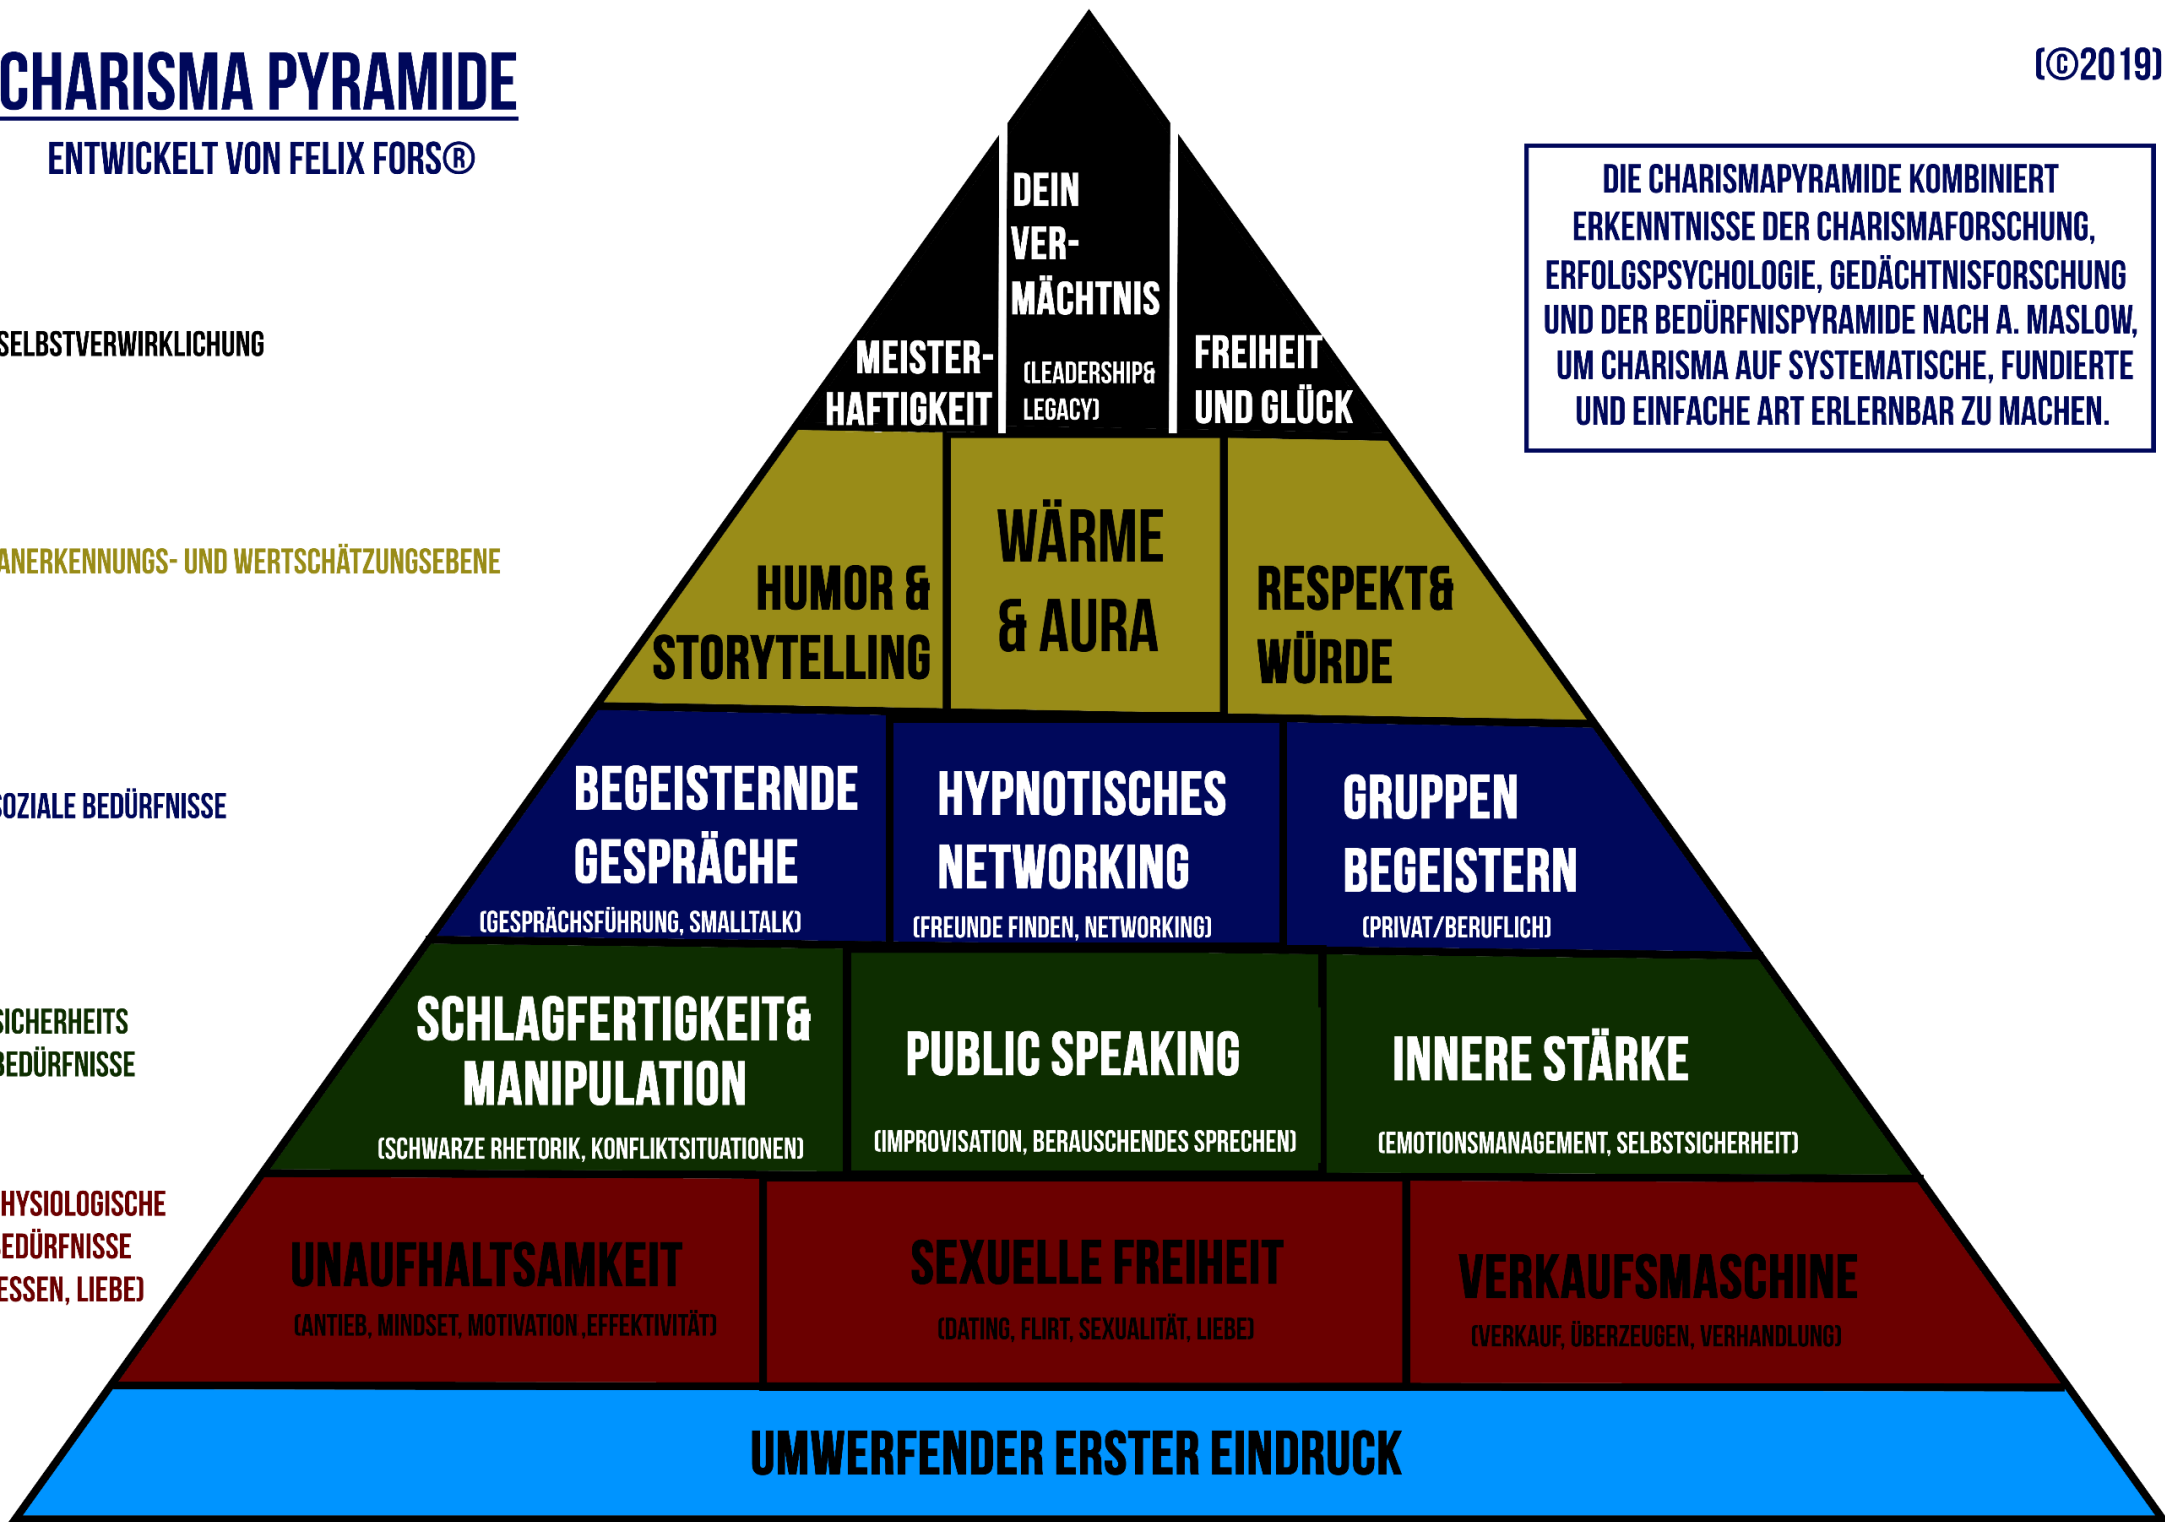 CHARISMA PYRAMIDE
ENTWICKELT VON FELIX FORS®
(©2019)
DIE CHARISMAPYRAMIDE KOMBINIERT
ERKENNTNISSE DER CHARISMAFORSCHUNG,
ERFOLGSPSYCHOLOGIE, GEDÄCHTNISFORSCHUNG
UND DER BEDÜRFNISPYRAMIDE NACH A. MASLOW,
UM CHARISMA AUF SYSTEMATISCHE, FUNDIERTE
UND EINFACHE ART ERLERNBAR ZU MACHEN.
SELBSTVERWIRKLICHUNG
MEISTER-
HAFTIGKEIT
DEIN
VER-
MÄCHTNIS
(LEADERSHIP&
LEGACY)
FREIHEIT
UND GLÜCK
ANERKENNUNGS- UND WERTSCHÄTZUNGSEBENE
HUMOR &
STORYTELLING
WÄRME
& AURA
RESPEKT&
WÜRDE
SOZIALE BEDÜRFNISSE
BEGEISTERNDE
GESPRÄCHE
(GESPRÄCHSFÜHRUNG, SMALLTALK)
HYPNOTISCHES
NETWORKING
(FREUNDE FINDEN, NETWORKING)
GRUPPEN
BEGEISTERN
(PRIVAT/BERUFLICH)
SICHERHEITS
BEDÜRFNISSE
SCHLAGFERTIGKEIT&
MANIPULATION
(SCHWARZE RHETORIK, KONFLIKTSITUATIONEN)
PUBLIC SPEAKING
(IMPROVISATION, BERAUSCHENDES SPRECHEN)
INNERE STÄRKE
(EMOTIONSMANAGEMENT, SELBSTSICHERHEIT)
HYSIOLOGISCHE
EDÜRFNISSE
ESSEN, LIEBE)
UNAUFHALTSAMKEIT
(ANTIEB, MINDSET, MOTIVATION ,EFFEKTIVITÄT)
SEXUELLE FREIHEIT
(DATING, FLIRT, SEXUALITÄT, LIEBE)
VERKAUFSMASCHINE
(VERKAUF, ÜBERZEUGEN, VERHANDLUNG)
UMWERFENDER ERSTER EINDRUCK